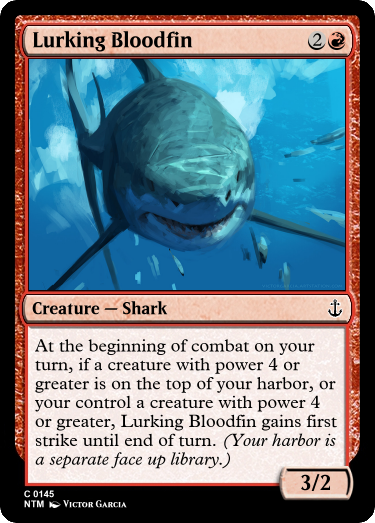 Lurking Bloodfin 2
Creature — Shark
At the beginning of combat on your
turn, if a creature with power 4 or
greater is on the top of your harbor, or
your control a creature with power 4
or greater, Lurking Bloodfin gains first
strike until end of turn. (Your harbor is
a separate face up library.)
3/2
C 0145
NTM Victor Garcia